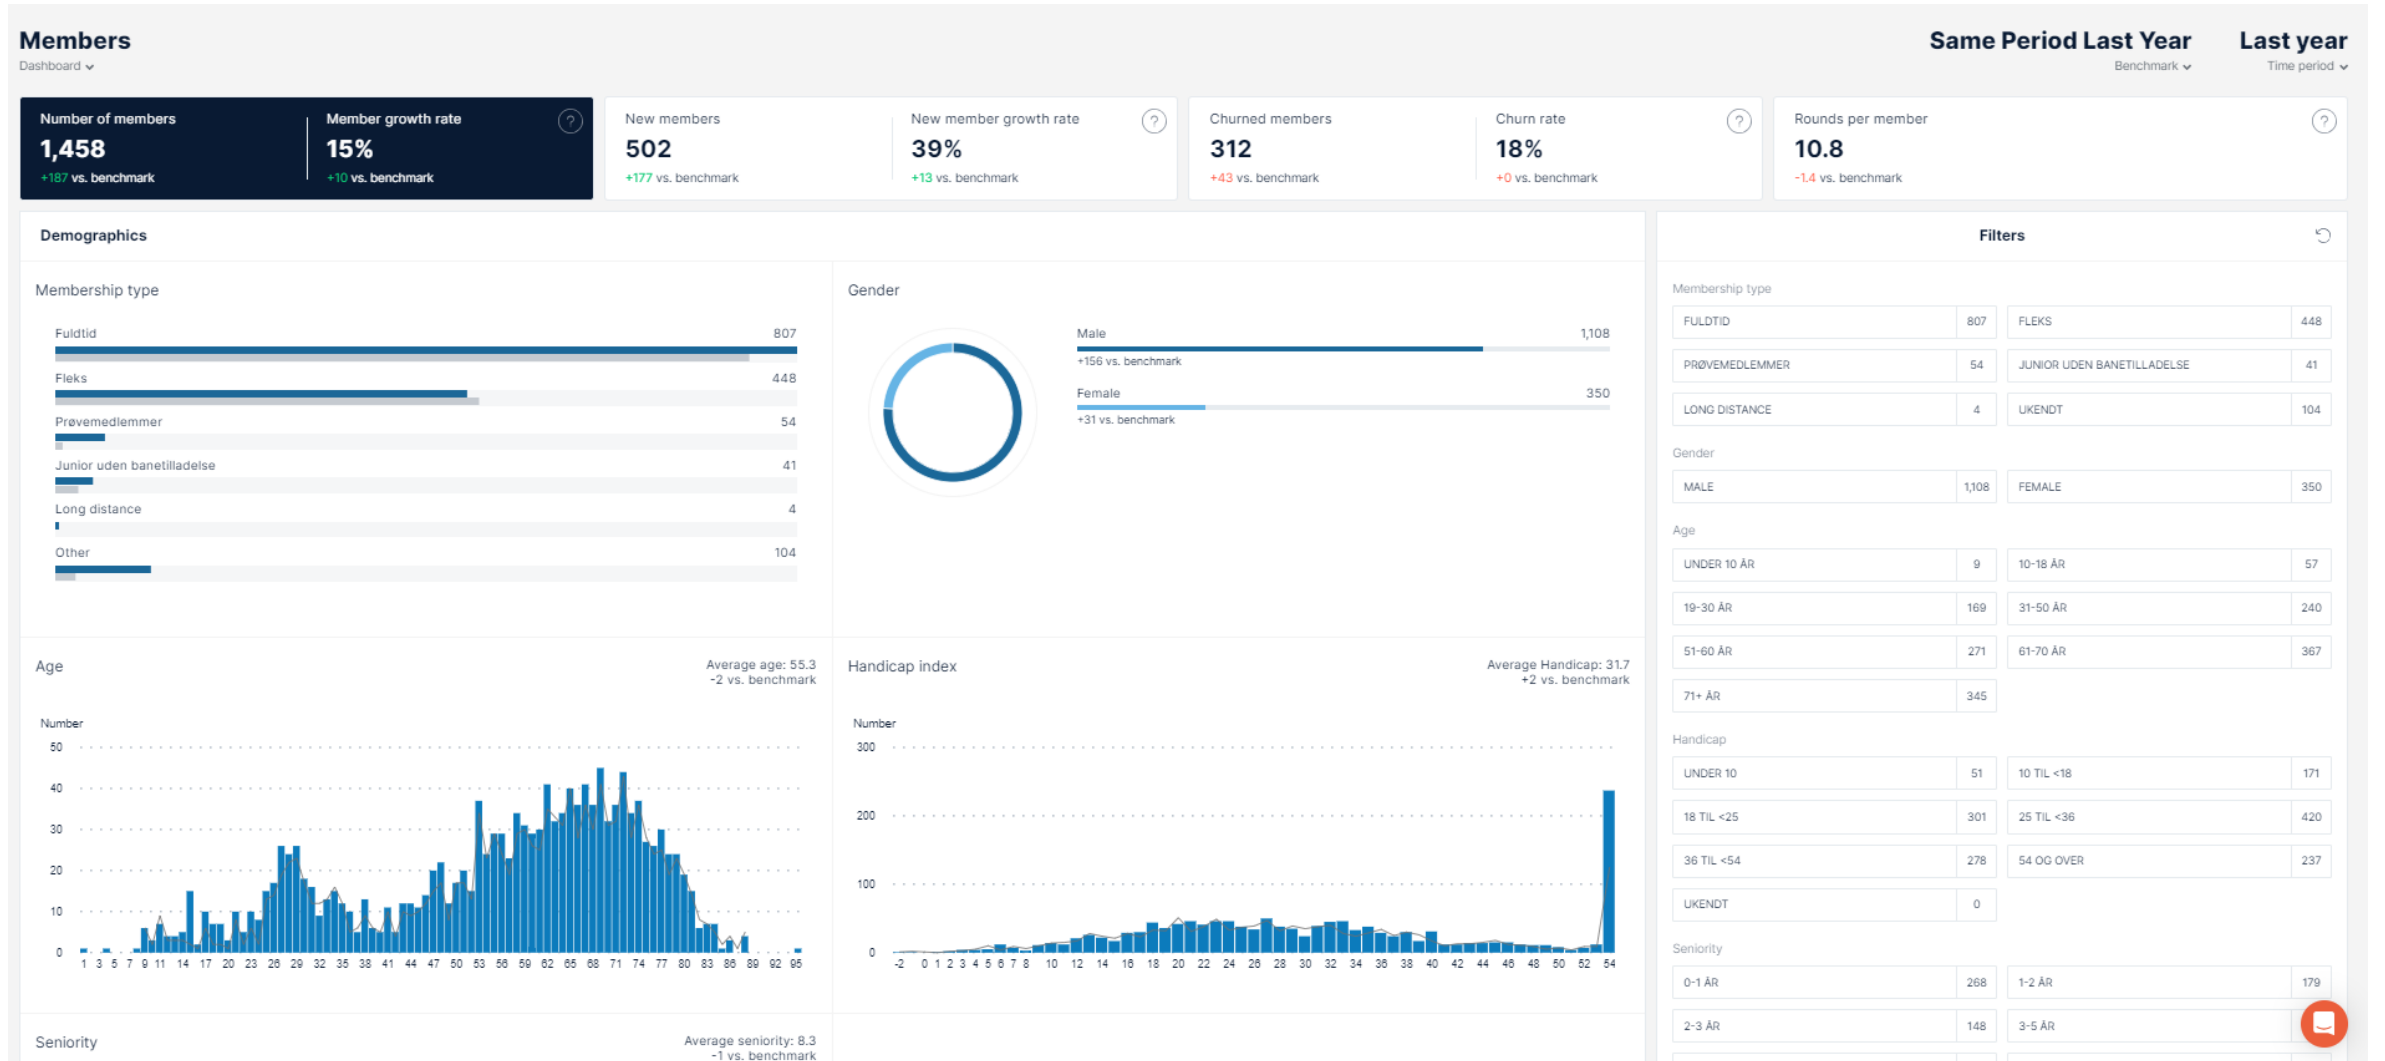 Members
Dashboard
Same Period Last Year
Benchmark
Last year
Time period
Number of members
1,458
+187 vs. benchmark
Member growth rate
15%
+10 vs. benchmark
?
New members
502
+177 vs. benchmark
New member growth rate
39%
+13 vs. benchmark
?
Churned members
312
+43 vs. benchmark
Churn rate
18%
+0 vs. benchmark
?
Rounds per member
10.8
-1.4 vs. benchmark
?
Demographics
Membership type
Fuldtid 807
Fleks 448
Prøvemedlemmer 54
Junior uden banetilladelse 41
Long distance 4
Other 104
Gender
Male 1,108
+156 vs. benchmark
Female 350
+31 vs. benchmark
Age
Average age: 55.3
-2 vs. benchmark
Number
50
40
30
20
10
0
1 3 5 7 9 11 14 17 20 23 26 29 32 35 38 41 44 47 50 53 56 59 62 65 68 71 74 77 80 83 86 89 92 95
Handicap index
Average Handicap: 31.7
+2 vs. benchmark
Number
300
200
100
0
-2 0 1 2 3 4 5 6 7 8 10 12 14 16 18 20 22 24 26 28 30 32 34 36 38 40 42 44 46 48 50 52 54
Seniority
Average seniority: 8.3
-1 vs. benchmark
Filters
Membership type
FULDTID 807 FLEKS 448
PRØVEMEDLEMMER 54 JUNIOR UDEN BANETILLADELSE 41
LONG DISTANCE 4 UKENDT 104
Gender
MALE 1,108 FEMALE 350
Age
UNDER 10 ÅR 9 10-18 ÅR 57
19-30 ÅR 169 31-50 ÅR 240
51-60 ÅR 271 61-70 ÅR 367
71+ ÅR 345
Handicap
UNDER 10 51 10 TIL <18 171
18 TIL <25 301 25 TIL <36 420
36 TIL <54 278 54 OG OVER 237
UKENDT 0
Seniority
0-1 ÅR 268 1-2 ÅR 179
2-3 ÅR 148 3-5 ÅR